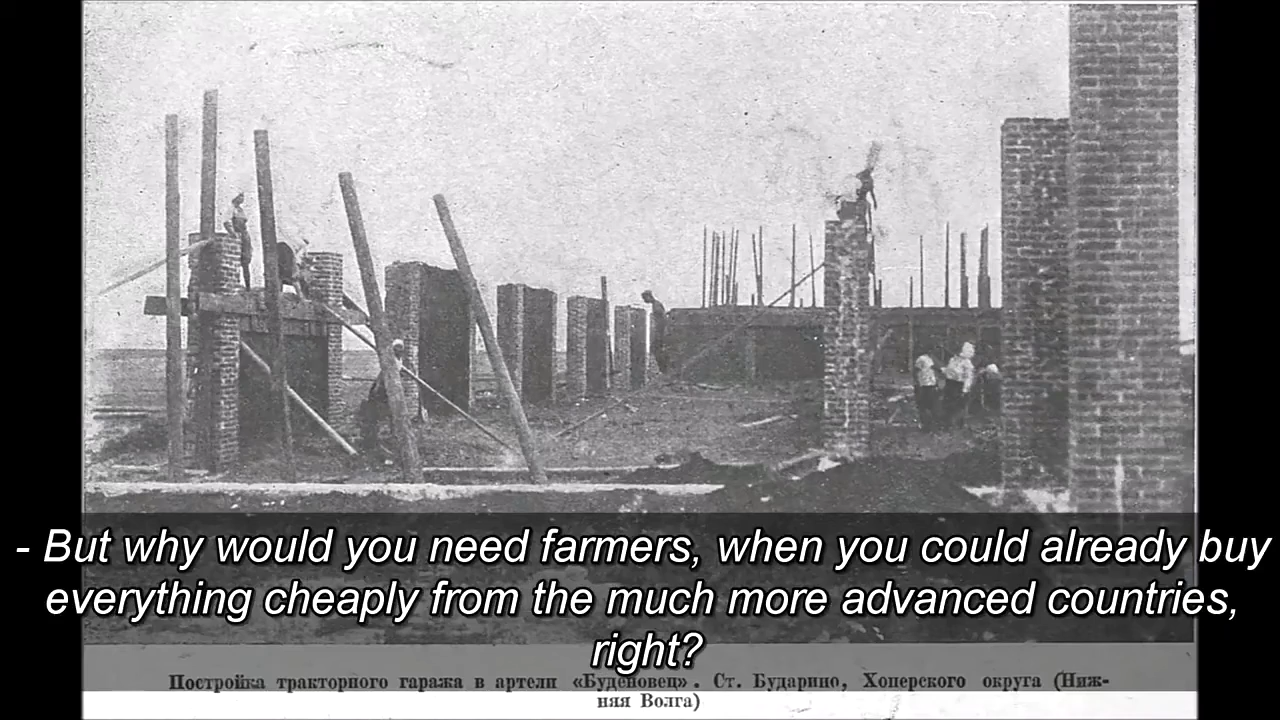 - But why would you need farmers, when you could already buy
everything cheaply from the much more advanced countries,
right?
Постройка тракторного гаража в артели «Буденовец». Ст. Бударино, Хоперского округа (Ниж-
няя Волга)